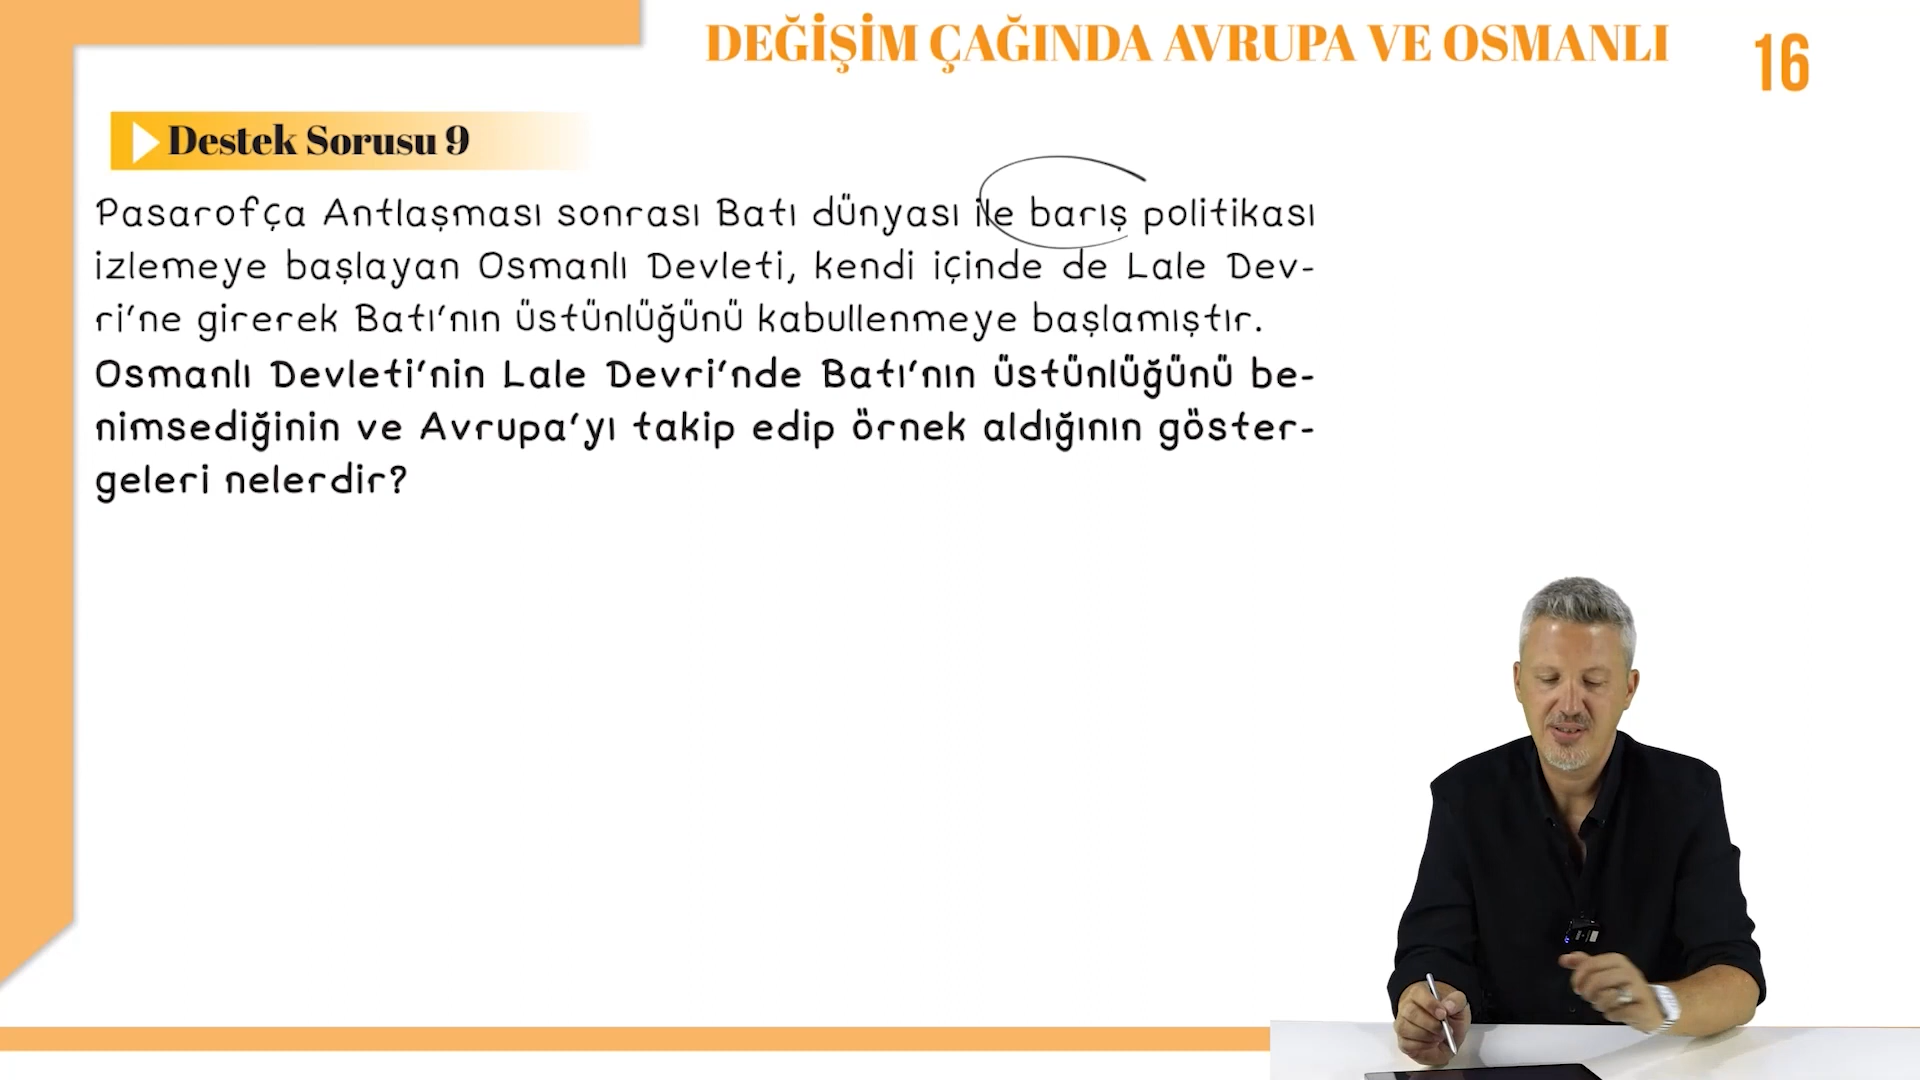 DEĞİŞİM ÇAĞINDA AVRUPA VE OSMANLI
16
Destek Sorusu 9
Pasarofça Antlaşması sonrası Batı dünyası ile barış politikası
izlemeye başlayan Osmanlı Devleti, kendi içinde de Lale Dev-
ri'ne girerek Batı'nın üstünlüğünü kabullenmeye başlamıştır.
Osmanlı Devleti'nin Lale Devri'nde Batı'nın üstünlüğünü be-
nimsediğinin ve Avrupa'yı takip edip örnek aldığının göster-
geleri nelerdir?